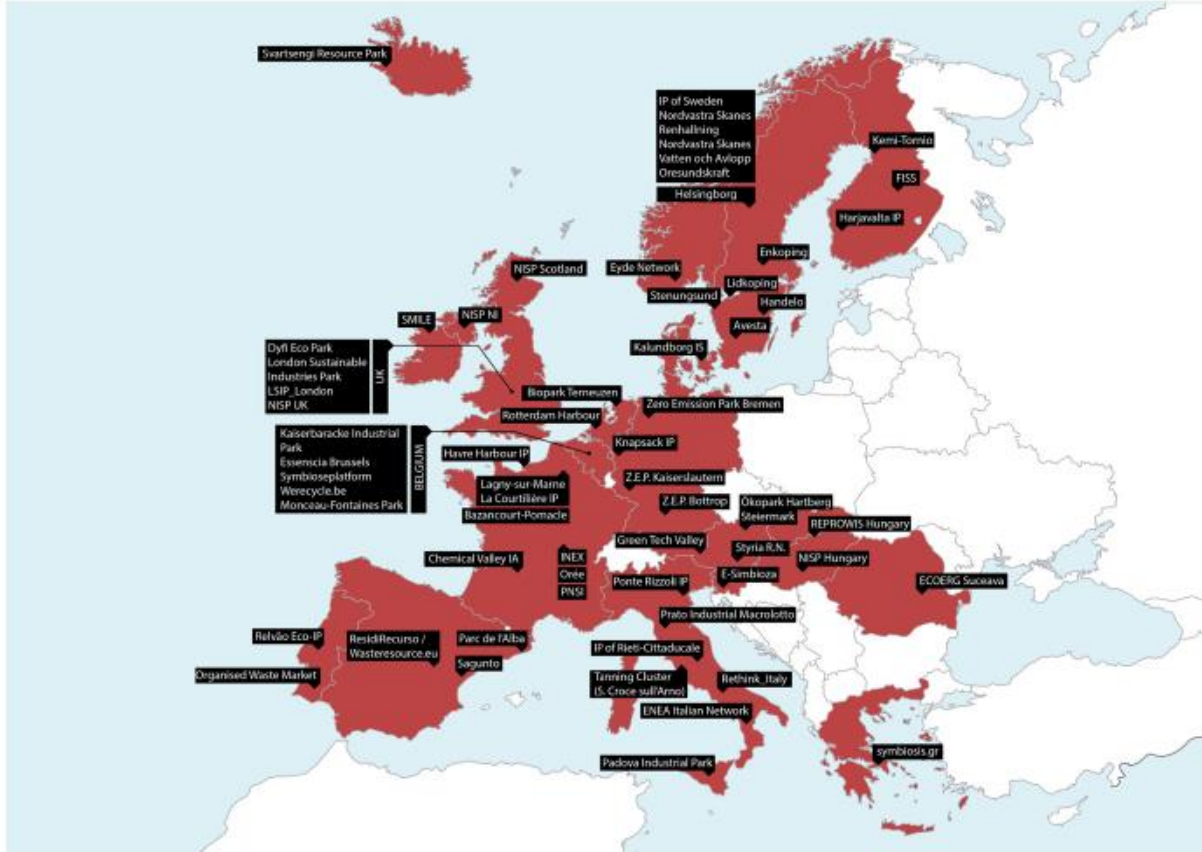 Svartsengi Resource Park
IP of Sweden
Nordvastra Skanes
Renhallning
Nordvastra Skanes
Vatten och Avlopp
Oresundskraft
Helsingborg
Kemi-Tornio
FISS
Harjavalta IP
Enkoping
Eyde Network
Lidkoping
Stenungsund
Handelo
Avesta
NISP Scotland
NISP NI
SMILE
Kalundborg IS
Dyfi Eco Park
London Sustainable
Industries Park
LSIP_London
NISP UK
UK
Biopark Terneuzen
Zero Emission Park Bremen
Rotterdam Harbour
Kaiserbaracke Industrial
Park
Essenscia Brussels
Symbioseplatform
Werecycle.be
Monceau-Fontaines Park
BELGIUM
Knapsack IP
Havre Harbour IP
Lagny-sur-Marne
La Courtilière IP
Bazancourt-Pomacle
Z.E.P. Kaiserslautern
Z.E.P. Bottrop
Ökopark Hartberg
Steiermark
REPROWIS Hungary
Green Tech Valley
Styria R.N.
NISP Hungary
Chemical Valley IA
INEX
Orée
PNSI
Ponte Rizzoli IP
E-Simbioza
ECOERG Suceava
Prato Industrial Macrolotto
Relvão Eco-IP
ResidiRecurso /
Wasteresource.eu
Parc de l'Alba
Sagunto
Organised Waste Market
IP of Rieti-Cittaducale
Tanning Cluster
(S. Croce sull'Arno)
Rethink_Italy
ENEA Italian Network
Padova Industrial Park
symbiosis.gr